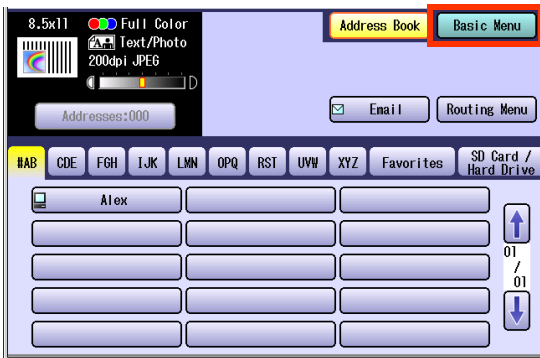 8.5x11 Full Color
A A Text/Photo
200dpi JPEG
D
Addresses:000
Address Book Basic Menu
Email Routing Menu
#AB CDE FGH IJK LMN OPQ RST UVW XYZ Favorites SD Card /
Hard Drive
Alex
01
/
01